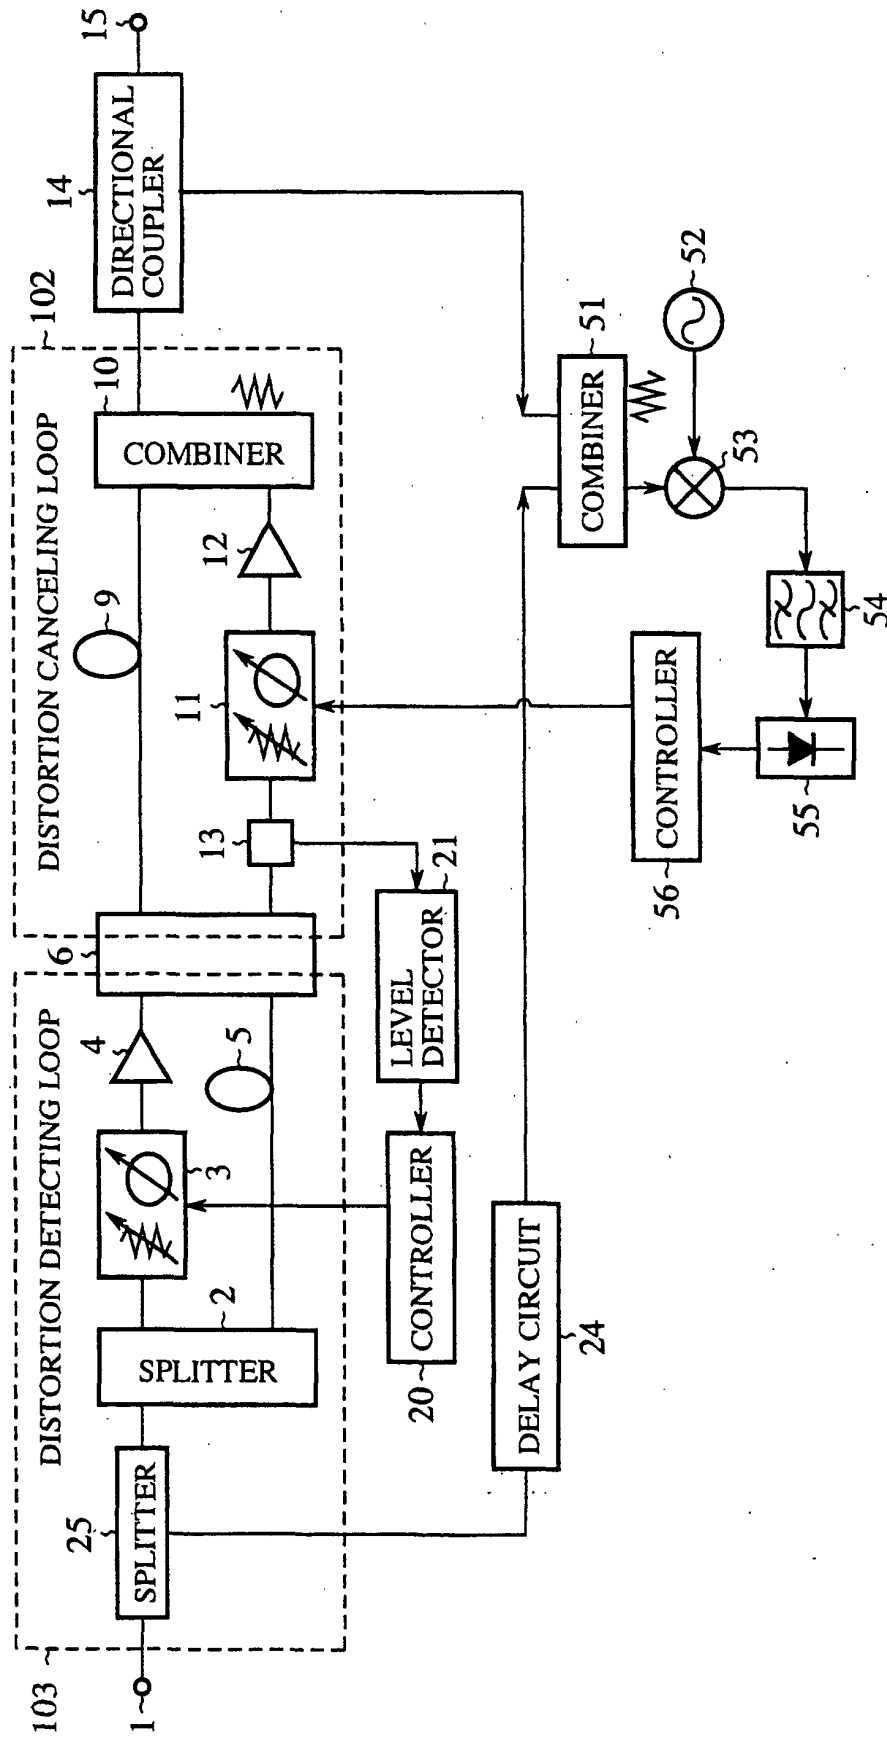 103
DISTORTION DETECTING LOOP
DISTORTION CANCELING LOOP
102
1
25
SPLITTER
SPLITTER
2
3
4
5
6
9
13
11
12
10
COMBINER
14
DIRECTIONAL
COUPLER
15
20
CONTROLLER
LEVEL
DETECTOR
21
DELAY CIRCUIT
24
56
CONTROLLER
COMBINER
51
52
53
54
55